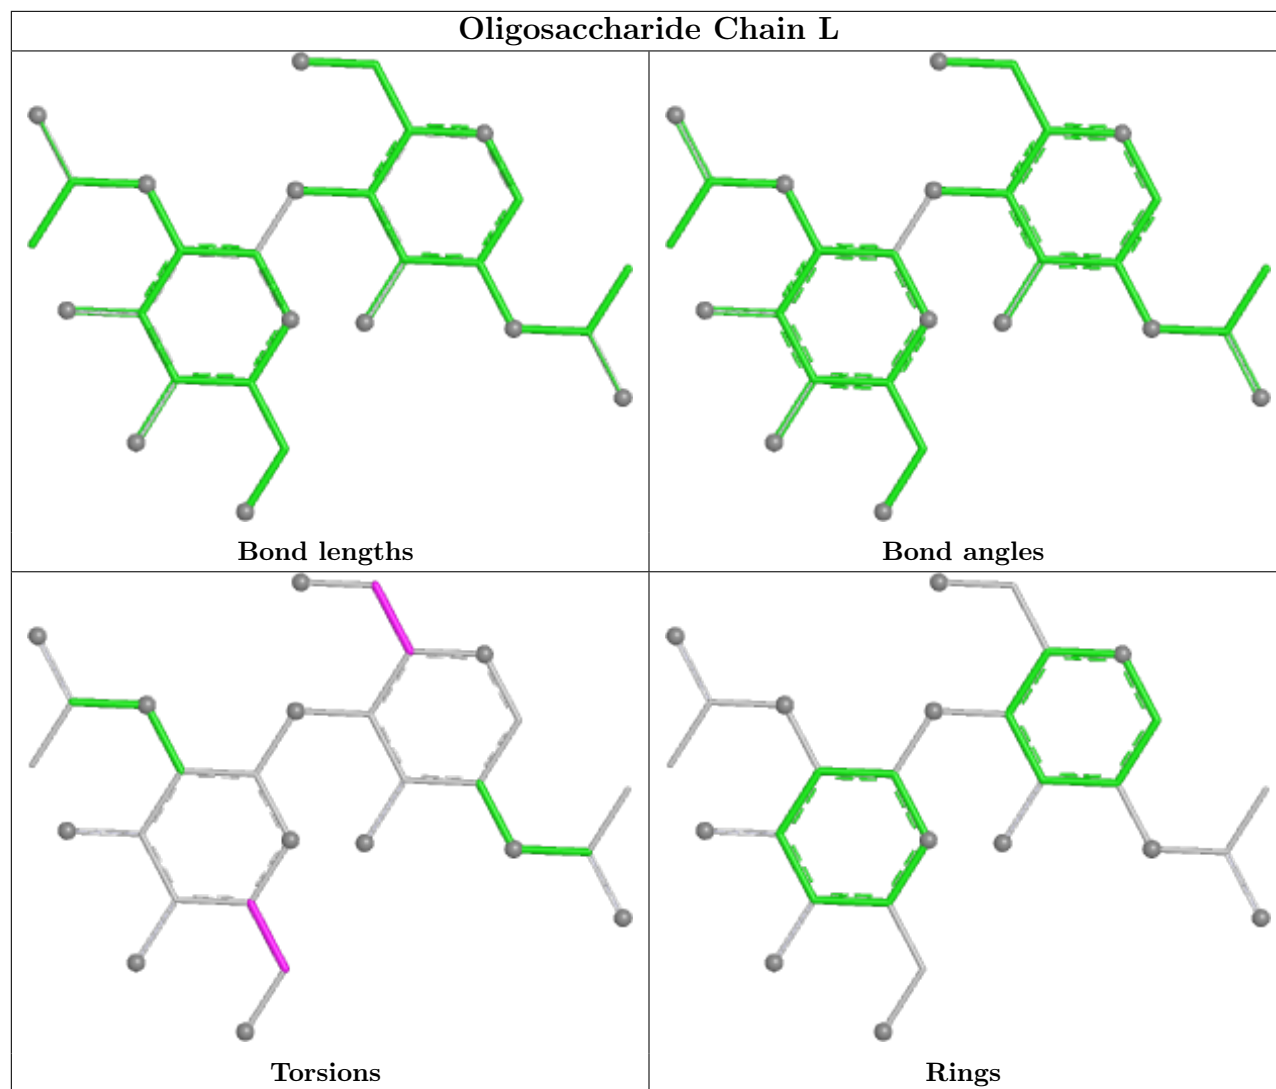 Oligosaccharide Chain L
Bond lengths
Bond angles
Torsions
Rings